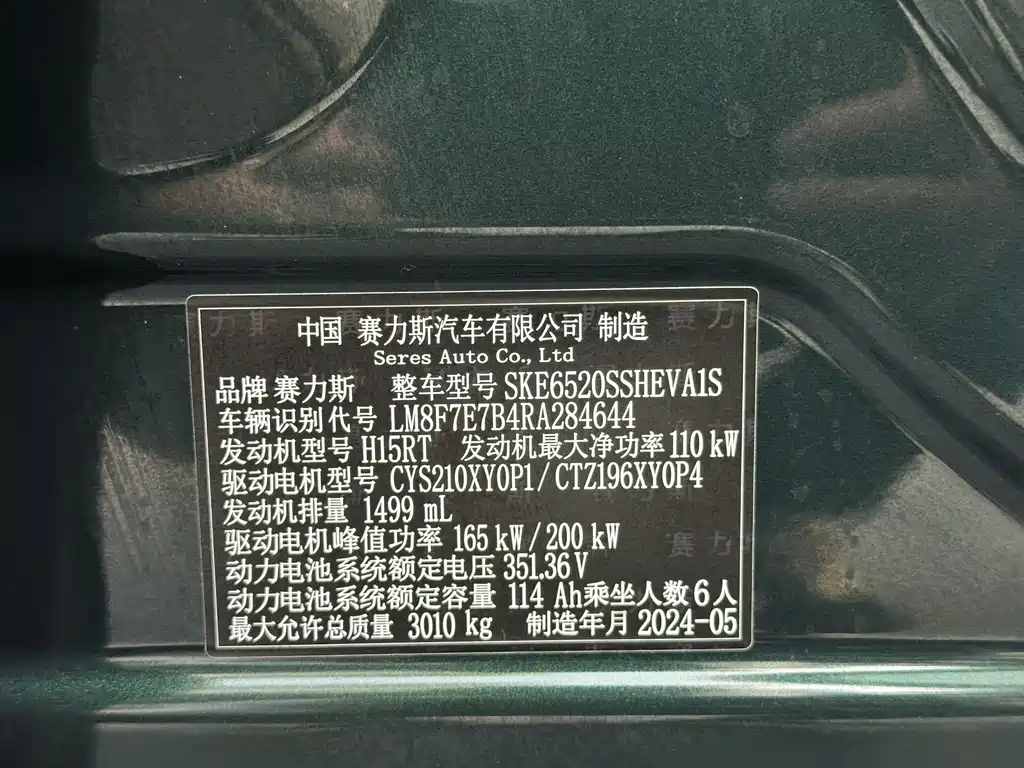 中国 赛力斯汽车有限公司 制造
Seres Auto Co., Ltd
品牌 赛力斯 整车型号 SKE6520SSHEVA1S
车辆识别代号 LM8F7E7B4RA284644
发动机型号 H15RT 发动机最大净功率 110 kW
驱动电机型号 CYS210XY0P1 / CTZ196XY0P4
发动机排量 1499 mL
驱动电机峰值功率 165 kW / 200 kW
动力电池系统额定电压 351.36 V
动力电池系统额定容量 114 Ah 乘坐人数 6 人
最大允许总质量 3010 kg 制造年月 2024-05